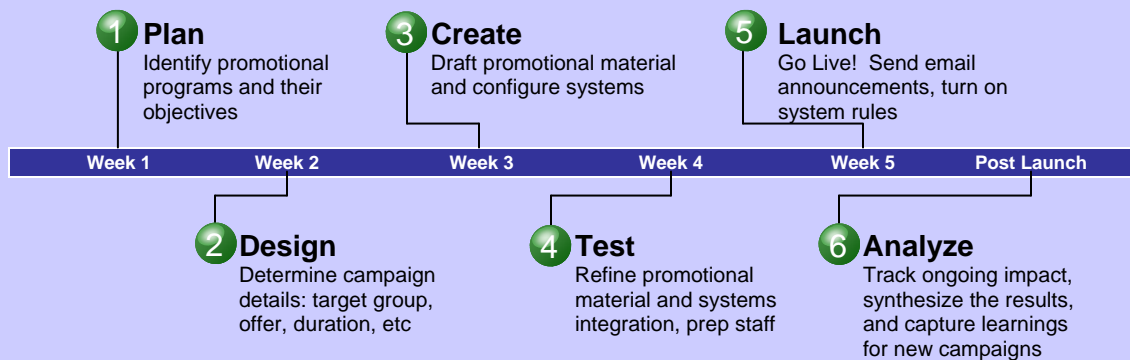 1 Plan
Identify promotional
programs and their
objectives
3 Create
Draft promotional material
and configure systems
5 Launch
Go Live!  Send email
announcements, turn on
system rules
Week 1 Week 2 Week 3 Week 4 Week 5 Post Launch
2 Design
Determine campaign
details: target group,
offer, duration, etc
4 Test
Refine promotional
material and systems
integration, prep staff
6 Analyze
Track ongoing impact,
synthesize the results,
and capture learnings
for new campaigns